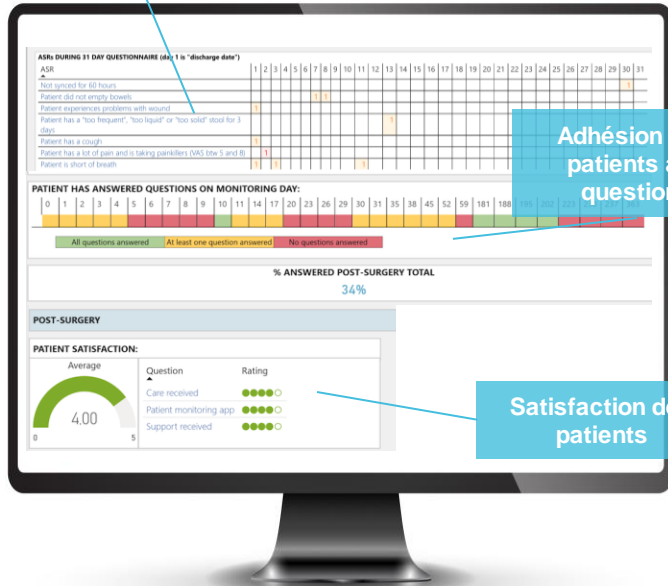 ASRs DURING 31 DAY QUESTIONNAIRE (day 1 is "discharge date")
ASR 1 2 3 4 5 6 7 8 9 10 11 12 13 14 15 16 17 18 19 20 21 22 23 24 25 26 27 28 29 30 31
Not synced for 60 hours 1
Patient did not empty bowels 1 1
Patient experiences problems with wound 1
Patient has a "too frequent", "too liquid" or "too solid" stool for 3 days 1
Patient has a cough 1
Patient has a lot of pain and is taking painkillers (VAS btw 5 and 8) 1
Patient is short of breath 1 1 1
Adhésion
patients
question
PATIENT HAS ANSWERED QUESTIONS ON MONITORING DAY:
0 1 2 3 4 5 6 7 8 9 10 11 14 17 20 23 26 29 30 31 35 38 45 52 59 181 188 195 202
All questions answered At least one question answered No questions answered
% ANSWERED POST-SURGERY TOTAL
34%
POST-SURGERY
PATIENT SATISFACTION:
Average
4.00
0 5
Question Rating
Care received
Patient monitoring app
Support received
Satisfaction de
patients